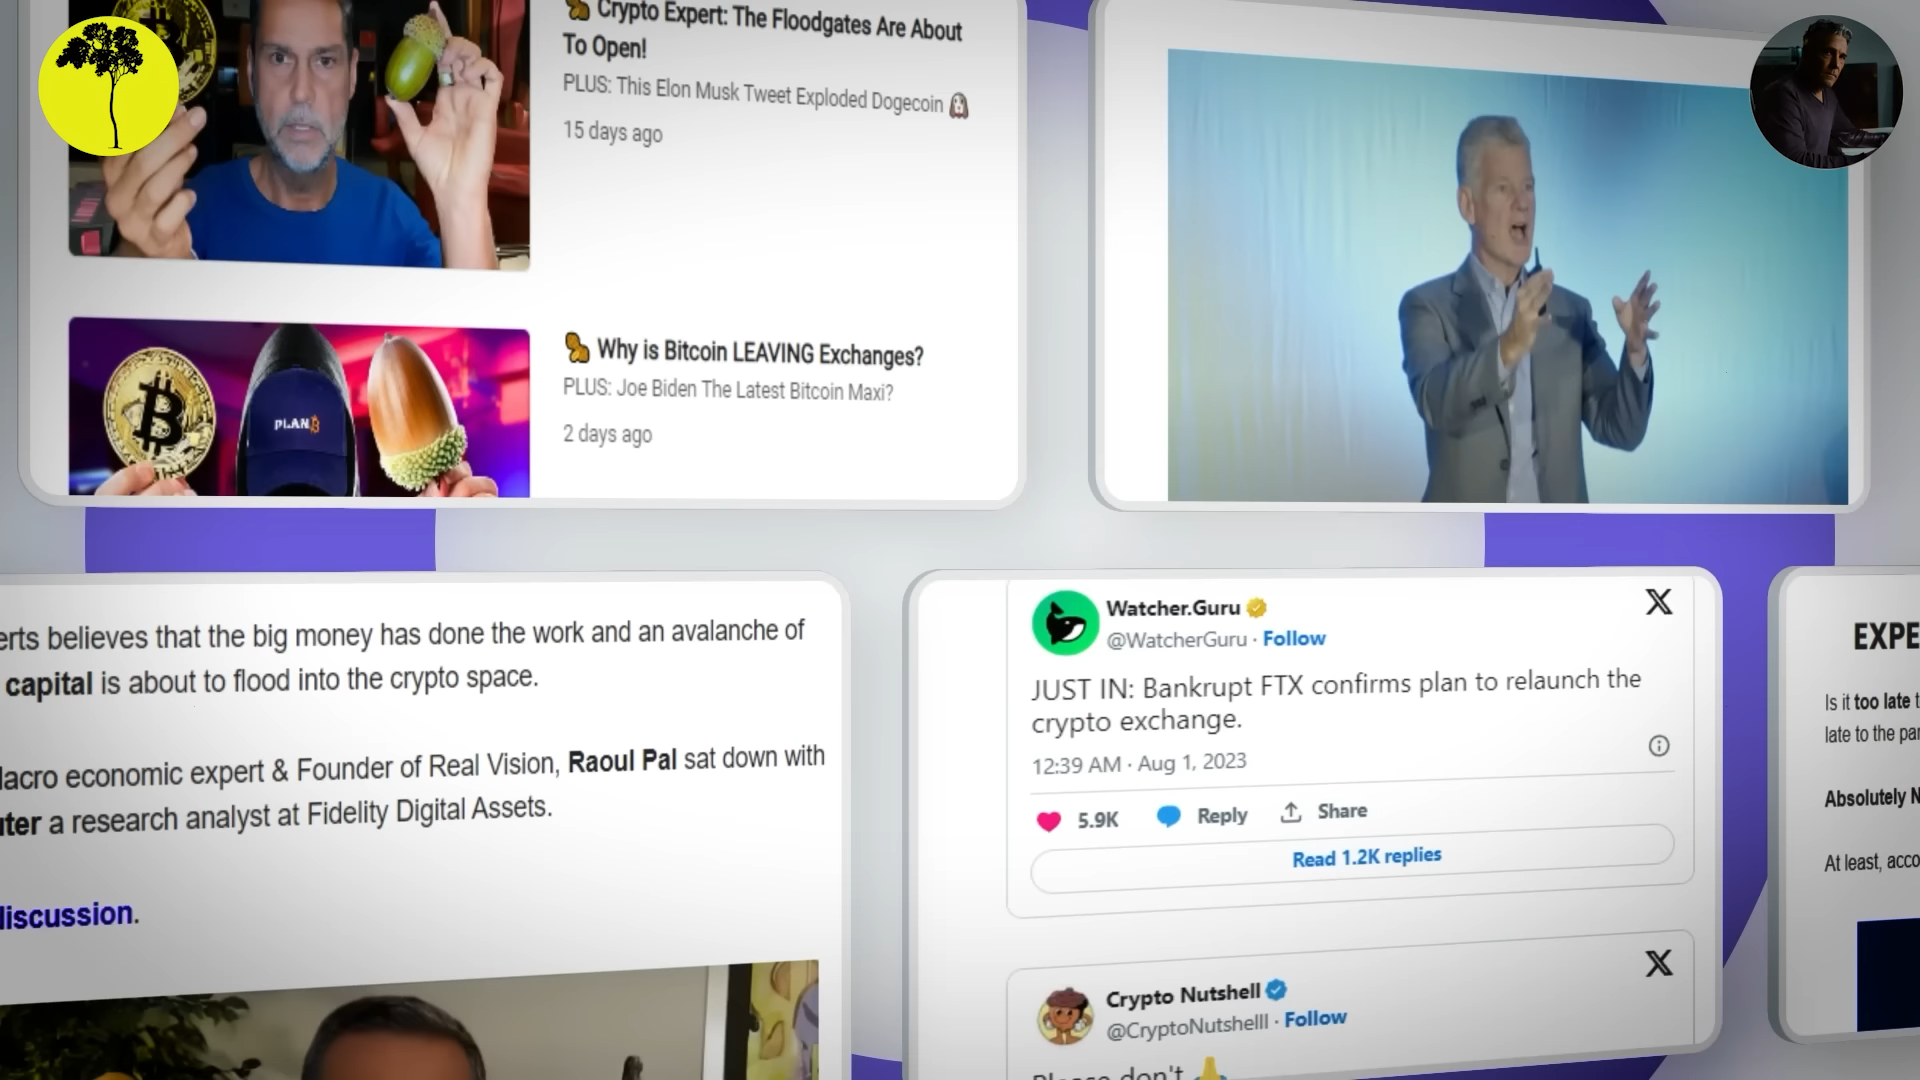 Crypto Expert: The Floodgates Are About
To Open!
PLUS: This Elon Musk Tweet Exploded Dogecoin
15 days ago
Why is Bitcoin LEAVING Exchanges?
PLUS: Joe Biden The Latest Bitcoin Maxi?
2 days ago
PLAN₿
erts believes that the big money has done the work and an avalanche of
capital is about to flood into the crypto space.
acro economic expert & Founder of Real Vision, Raoul Pal sat down with
uter a research analyst at Fidelity Digital Assets.
discussion.
Watcher.Guru
@WatcherGuru · Follow
JUST IN: Bankrupt FTX confirms plan to relaunch the
crypto exchange.
12:39 AM · Aug 1, 2023
5.9K Reply Share
Read 1.2K replies
Crypto Nutshell
@CryptoNutshelll · Follow
Please don't
EXPE
Is it too late t
late to the par
Absolutely N
At least, acco